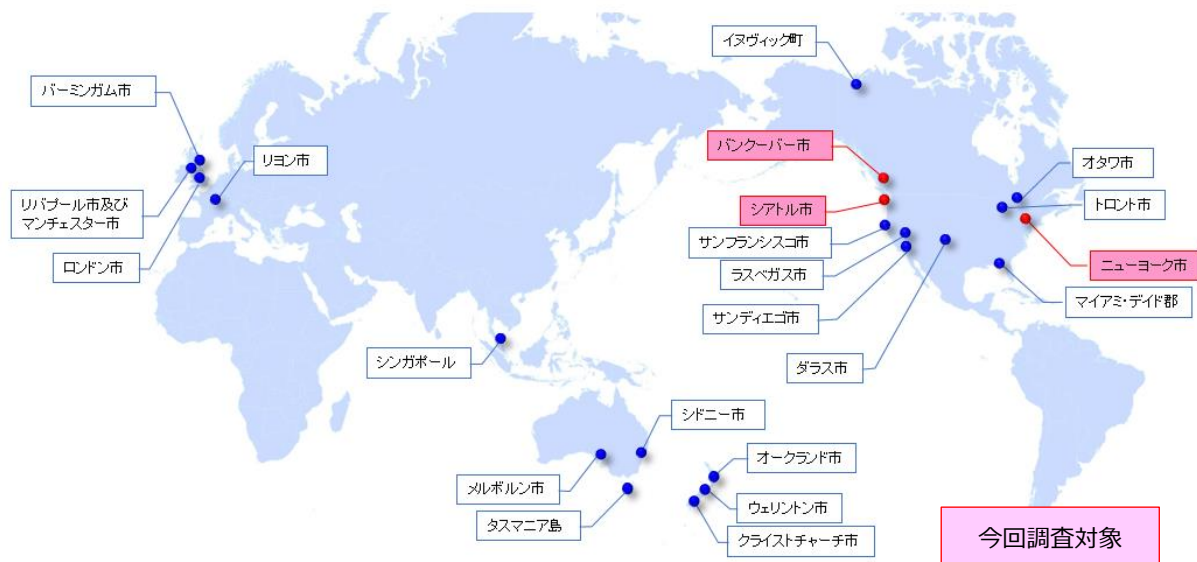 イヌヴィック町
バーミンガム市
バンクーバー市
リヨン市
オタワ市
リバプール市及び
マンチェスター市
シアトル市
トロント市
サンフランシスコ市
ロンドン市
ラスベガス市
ニューヨーク市
マイアミ・デイド郡
サンディエゴ市
シンガポール
ダラス市
シドニー市
オークランド市
メルボルン市
ウェリントン市
タスマニア島
クライストチャーチ市
今回調査対象